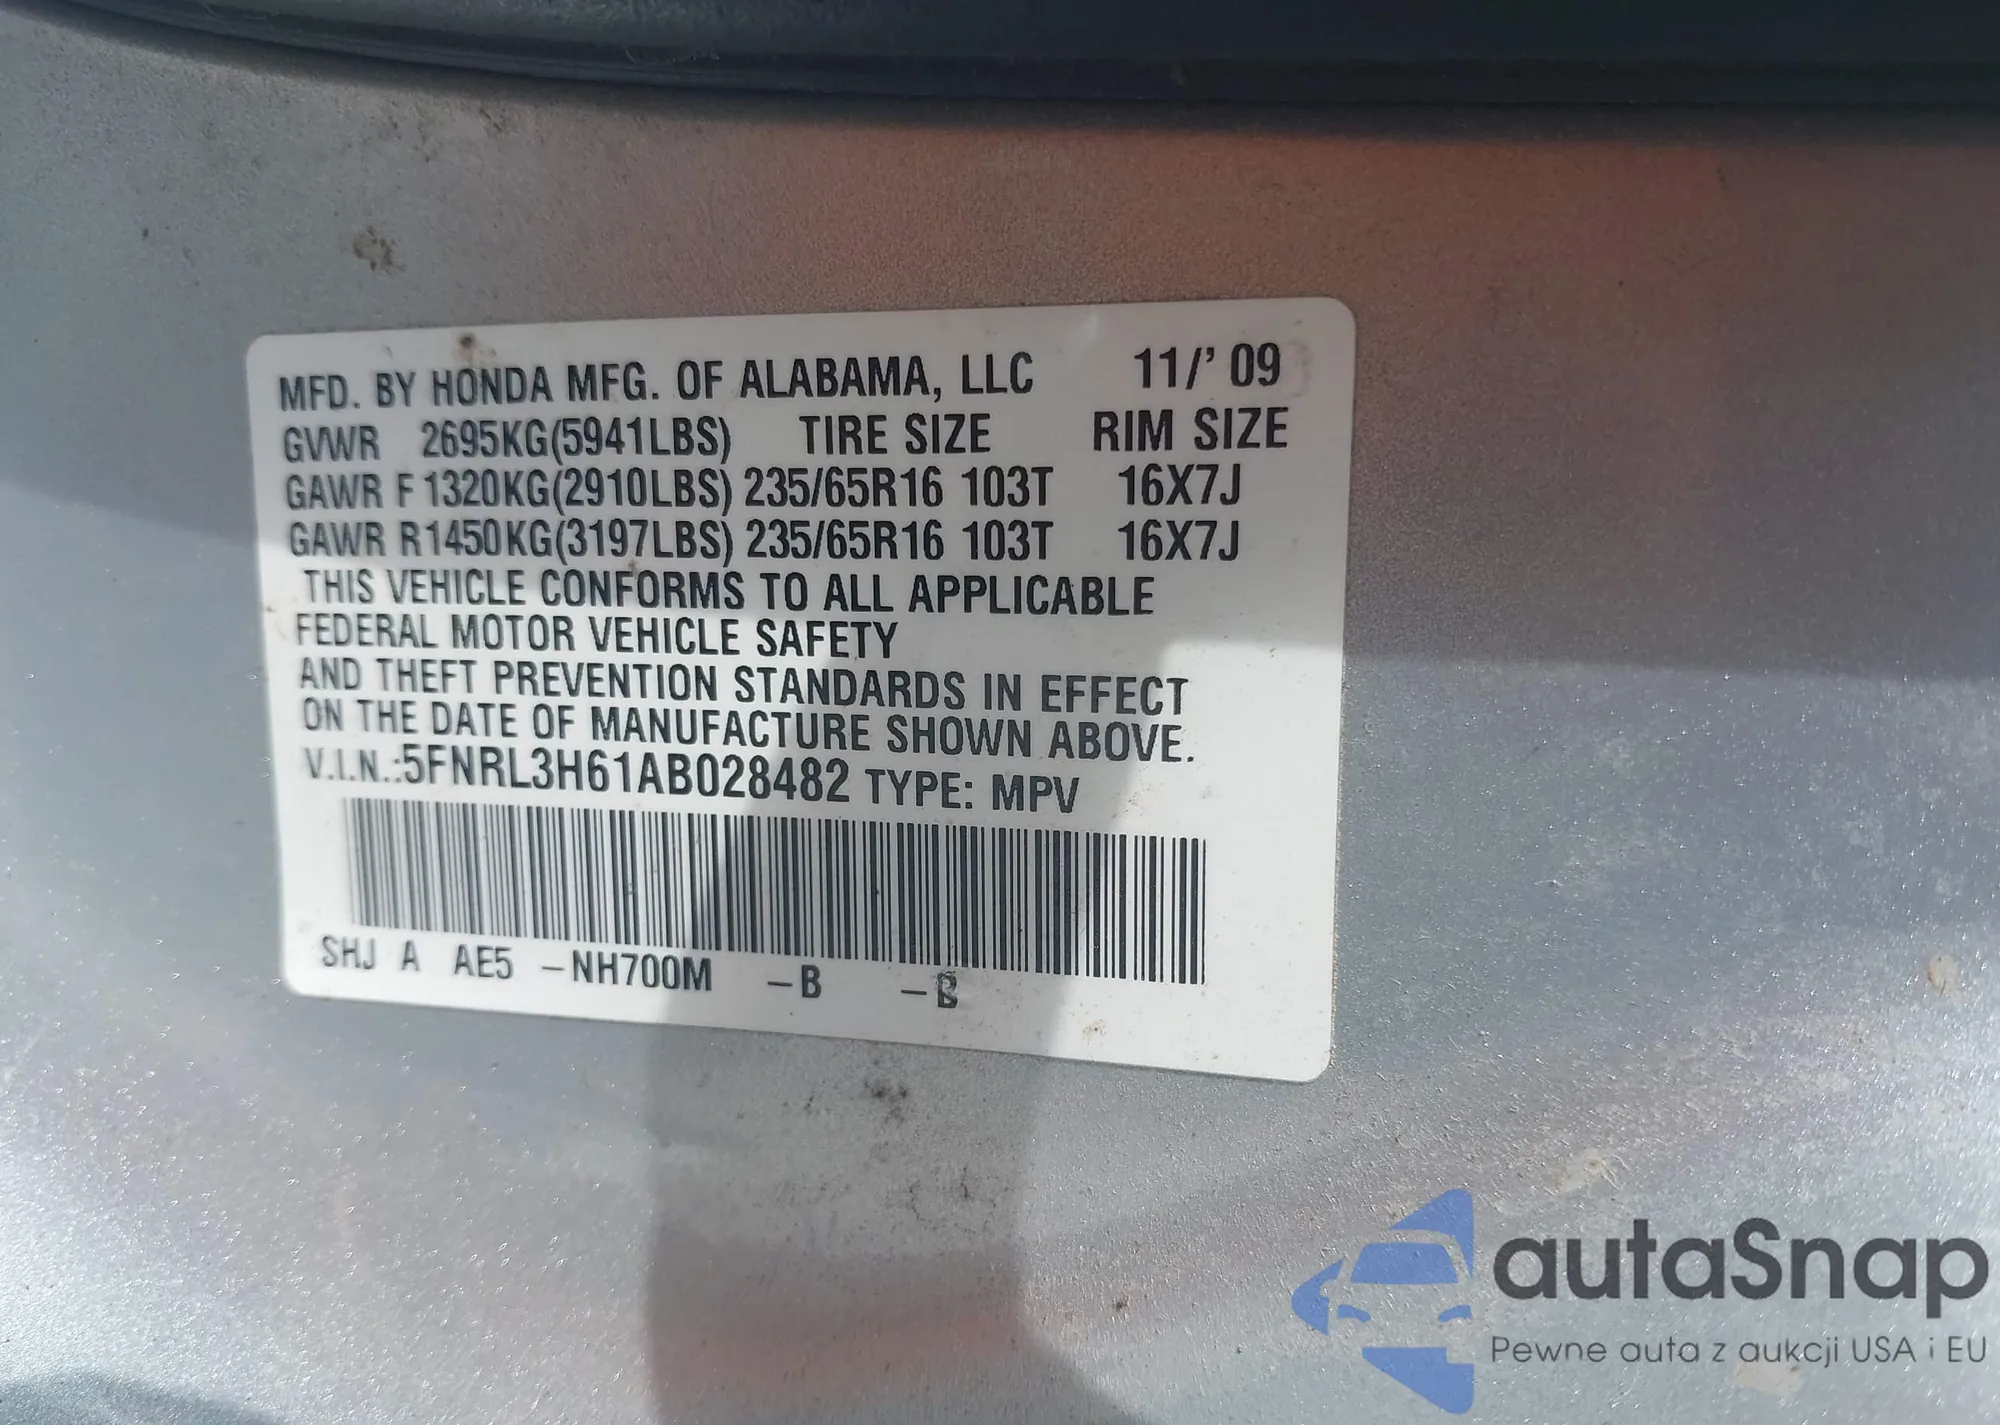 MFD. BY HONDA MFG. OF ALABAMA, LLC 11/' 09
GVWR 2695KG(5941LBS) TIRE SIZE RIM SIZE
GAWR F 1320KG(2910LBS) 235/65R16 103T 16X7J
GAWR R1450KG(3197LBS) 235/65R16 103T 16X7J
THIS VEHICLE CONFORMS TO ALL APPLICABLE
FEDERAL MOTOR VEHICLE SAFETY
AND THEFT PREVENTION STANDARDS IN EFFECT
ON THE DATE OF MANUFACTURE SHOWN ABOVE.
V.I.N.:5FNRL3H61AB028482 TYPE: MPV
SHJ A AE5 -NH700M -B -B
autaSnap
Pewne auta z aukcji USA i EU